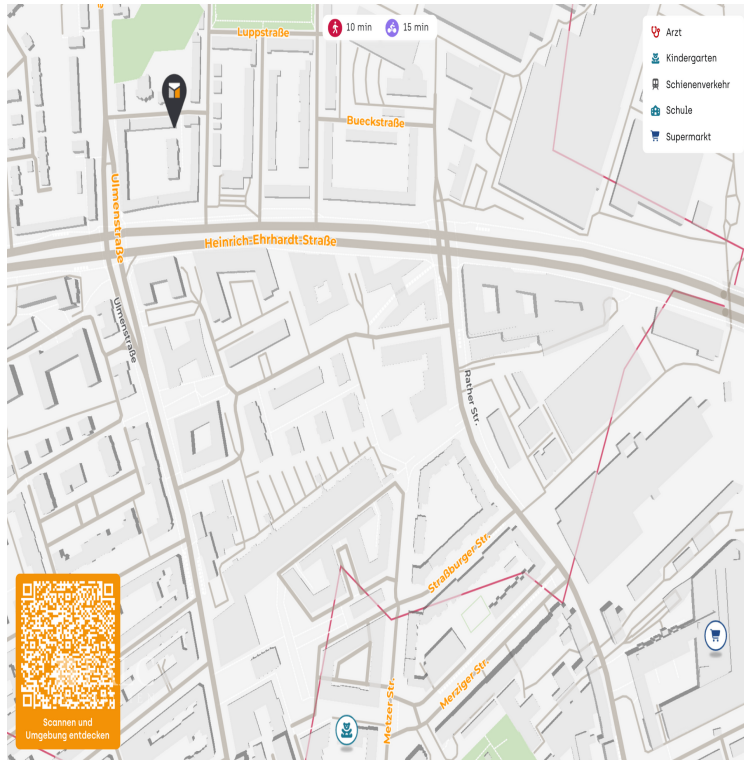 Luppstraße
10 min
15 min
Arzt
Kindergarten
Schienenverkehr
Schule
Supermarkt
Bueckstraße
Ulmenstraße
Heinrich-Ehrhardt-Straße
Ulmenstraße
Rather Str.
Straßburger Str.
Merziger-Str.
Metzer-Str.
Scannen und
Umgebung entdecken